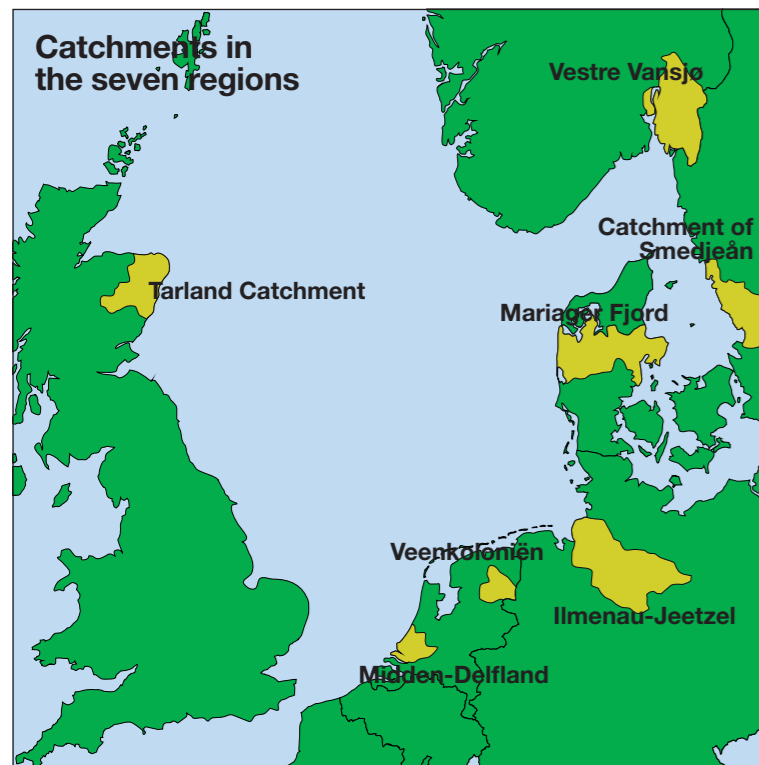 Catchments in
the seven regions
Vestre Vansjø
Catchment of
Smedjeån
Tarland Catchment
Mariager Fjord
Veenkoloniën
Ilmenau-Jeetzel
Midden-Delfland